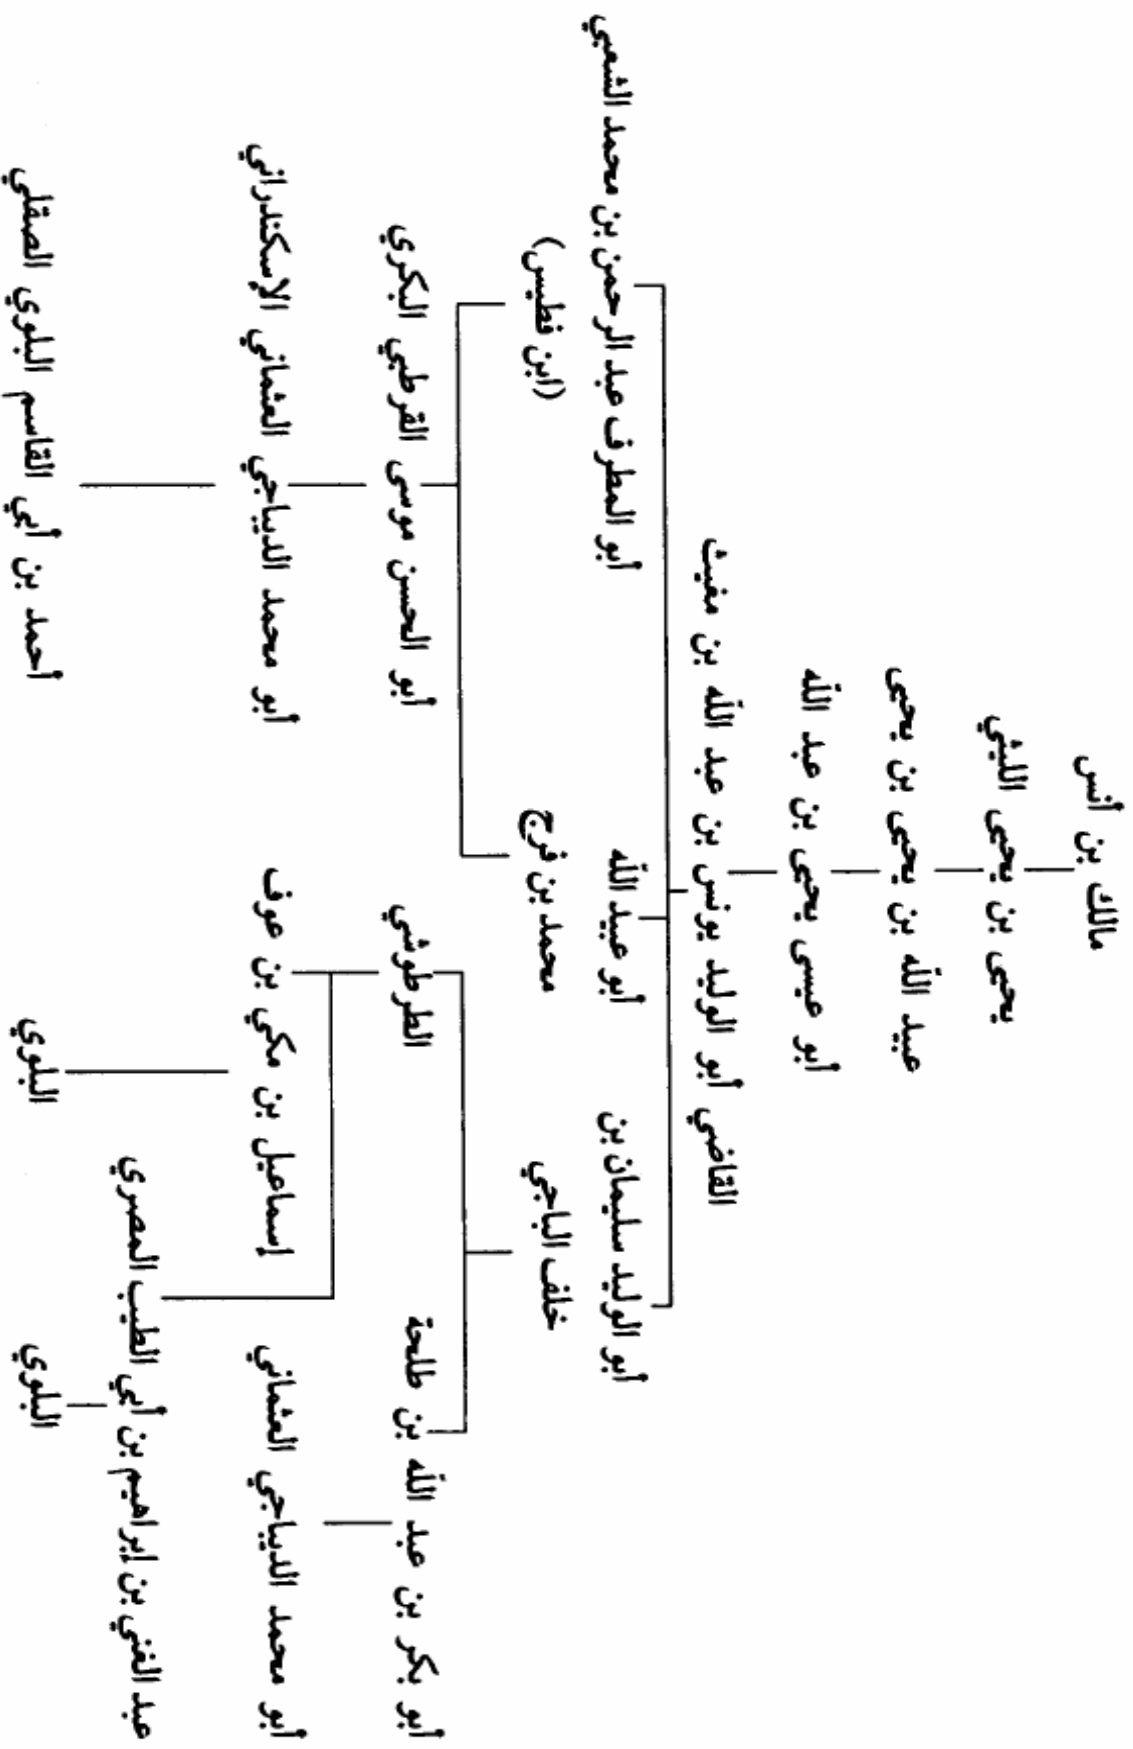 مالك بن أنس
يحيى بن يحيى الليثي
عبيد الله بن يحيى بن يحيى
أبو عيسى يحيى بن عبد الله
القاضي أبو الوليد يونس بن عبد الله بن مغيث
أبو الوليد سليمان بن
خلف الباجي
أبو عبيد الله
محمد بن فرج
أبو المطرف عبد الرحمن بن محمد الشعبي
(ابن فطيس)
أبو بكر بن عبد الله بن طلحة
الطرطوشي
أبو الحسن موسى القرطبي البكري
أبو محمد الديباجي العثماني
إسماعيل بن مكي بن عوف
أبو محمد الديباجي العثماني الإسكندراني
عبد الغني بن إبراهيم بن أبي الطيب المصري
البلوي
البلوي
أحمد بن أبي القاسم البلوي الصقلي